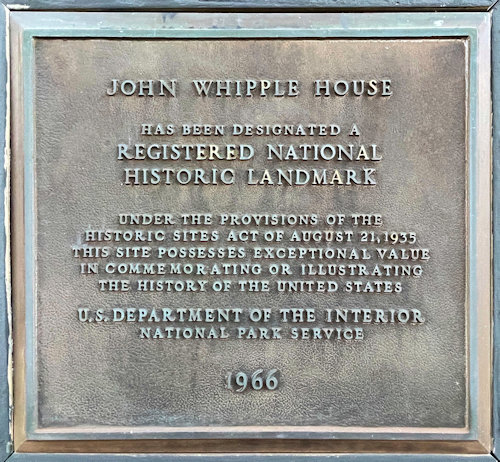 JOHN WHIPPLE HOUSE
HAS BEEN DESIGNATED A
REGISTERED NATIONAL
HISTORIC LANDMARK
UNDER THE PROVISIONS OF THE
HISTORIC SITES ACT OF AUGUST 21, 1935
THIS SITE POSSESSES EXCEPTIONAL VALUE
IN COMMEMORATING OR ILLUSTRATING
THE HISTORY OF THE UNITED STATES
U.S. DEPARTMENT OF THE INTERIOR
NATIONAL PARK SERVICE
1966